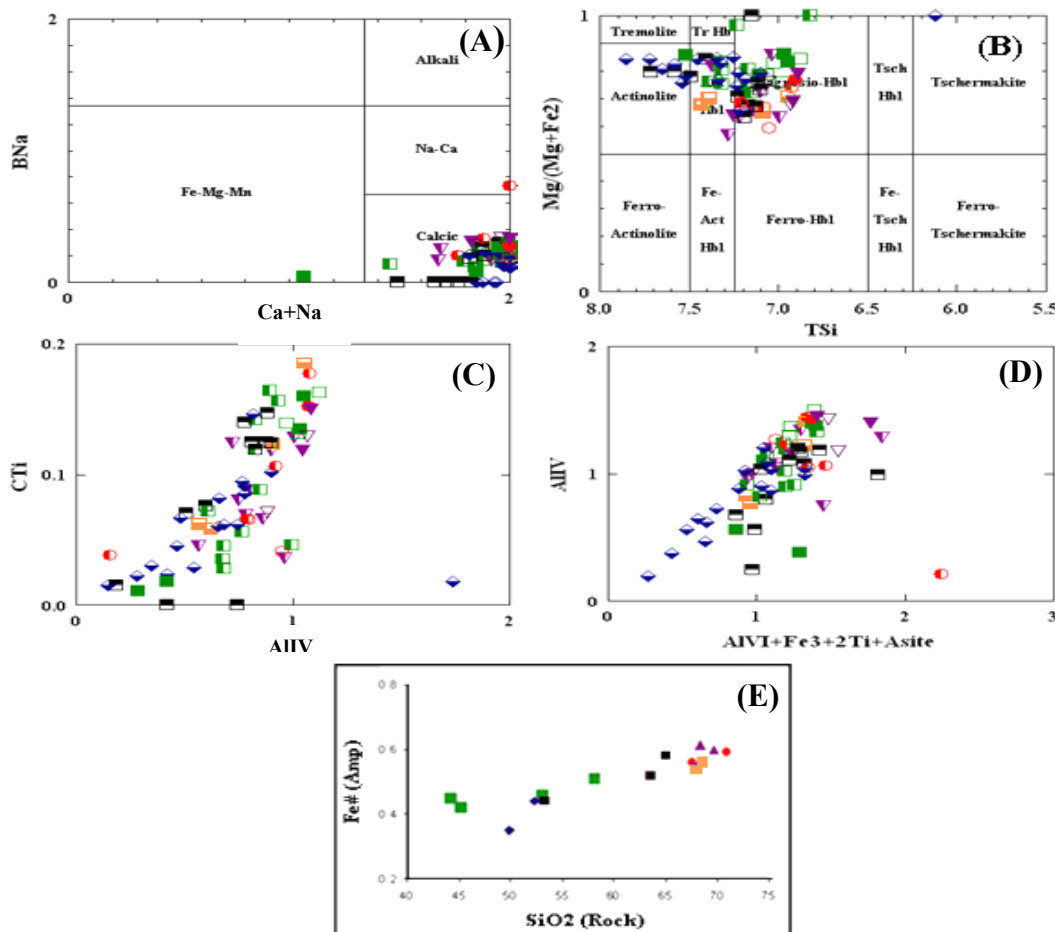 (A)
2
Alkali
Na-Ca
Fe-Mg-Mn
Calcic
BNa
0
0
2
Ca+Na
(B)
1
Tremolite
Tr Hb
Actinolite
Hbl
Tsch
Hbl
Tschermakite
Mg/(Mg+Fe2)
Ferro-
Actinolite
Fe-
Act
Hbl
Ferro-Hbl
Fe-
Tsch
Hbl
Ferro-
Tschermakite
0
8.0
7.5
7.0
6.5
6.0
5.5
TSi
(C)
0.2
CTi
0.1
0.0
0
1
2
AlIV
(D)
2
AlIV
1
0
0
1
2
3
AlVI+Fe3+2Ti+Asite
(E)
0 8
0 6
0 4
0 2
Fe# (Amp)
40
45
50
55
60
65
70
75
SiO2 (Rock)